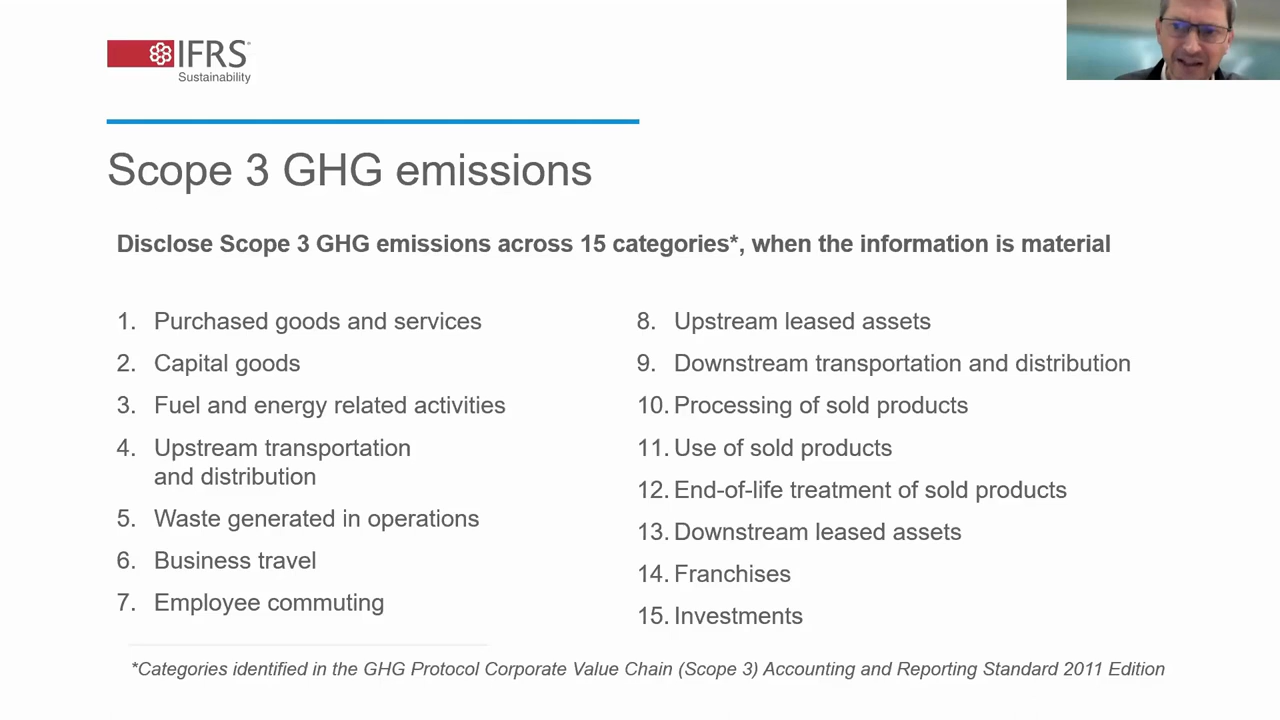 IFRS
Sustainability
Scope 3 GHG emissions
Disclose Scope 3 GHG emissions across 15 categories*, when the information is material
1. Purchased goods and services
2. Capital goods
3. Fuel and energy related activities
4. Upstream transportation
and distribution
5. Waste generated in operations
6. Business travel
7. Employee commuting
8. Upstream leased assets
9. Downstream transportation and distribution
10. Processing of sold products
11. Use of sold products
12. End-of-life treatment of sold products
13. Downstream leased assets
14. Franchises
15. Investments
*Categories identified in the GHG Protocol Corporate Value Chain (Scope 3) Accounting and Reporting Standard 2011 Edition